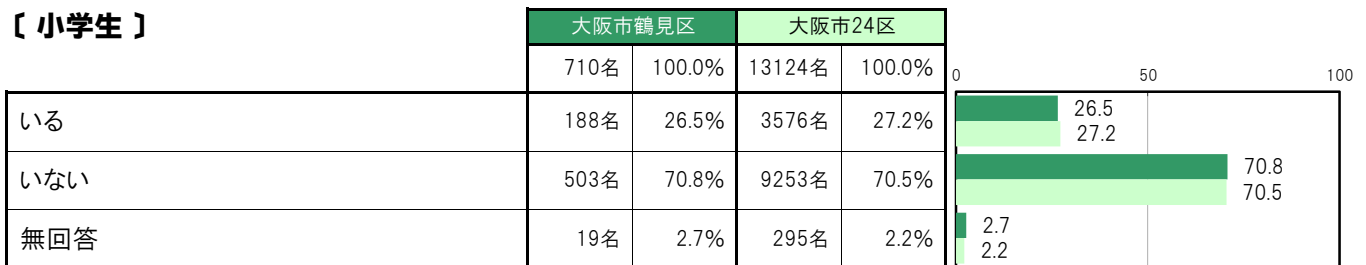 〔 小学生 〕
大阪市鶴見区 大阪市24区
710名 100.0% 13124名 100.0%
0 50 100
いる 188名 26.5% 3576名 27.2%
26.5
27.2
いない 503名 70.8% 9253名 70.5%
70.8
70.5
無回答 19名 2.7% 295名 2.2%
2.7
2.2